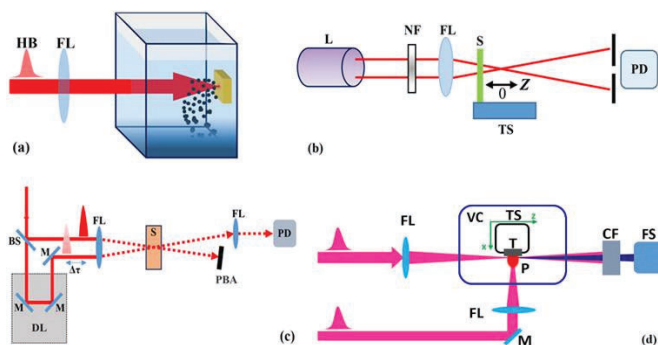 HB FL
(a)
L NF FL S PD
0 Z
TS
(b)
BS M FL S FL PD
Δτ
PBA
M M
DL
(c)
FL VC TS z CF FS
x T
P
FL
M
(d)